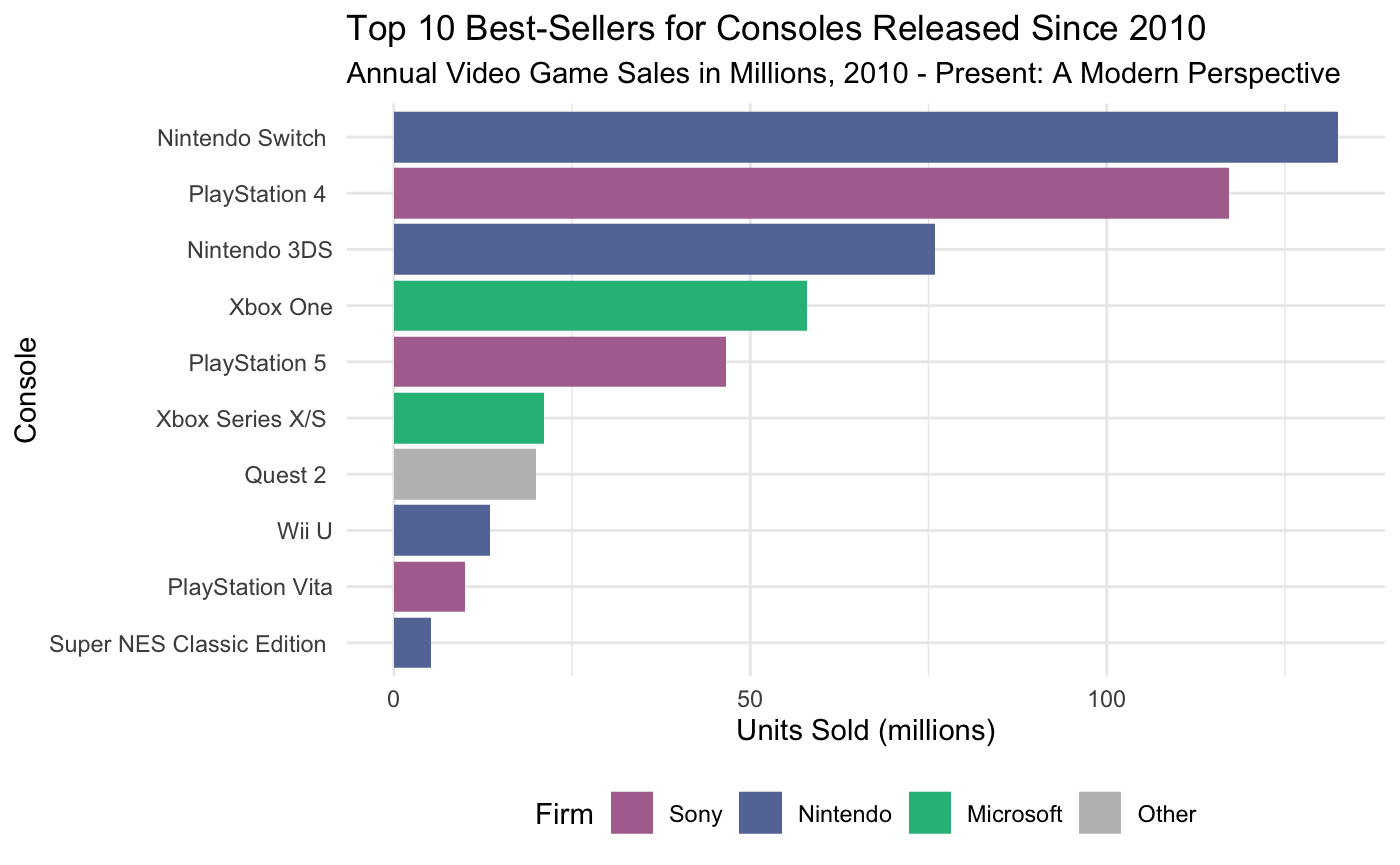 Top 10 Best-Sellers for Consoles Released Since 2010
Annual Video Game Sales in Millions, 2010 - Present: A Modern Perspective
Console
Nintendo Switch
PlayStation 4
Nintendo 3DS
Xbox One
PlayStation 5
Xbox Series X/S
Quest 2
Wii U
PlayStation Vita
Super NES Classic Edition
0 50 100
Units Sold (millions)
Firm Sony Nintendo Microsoft Other